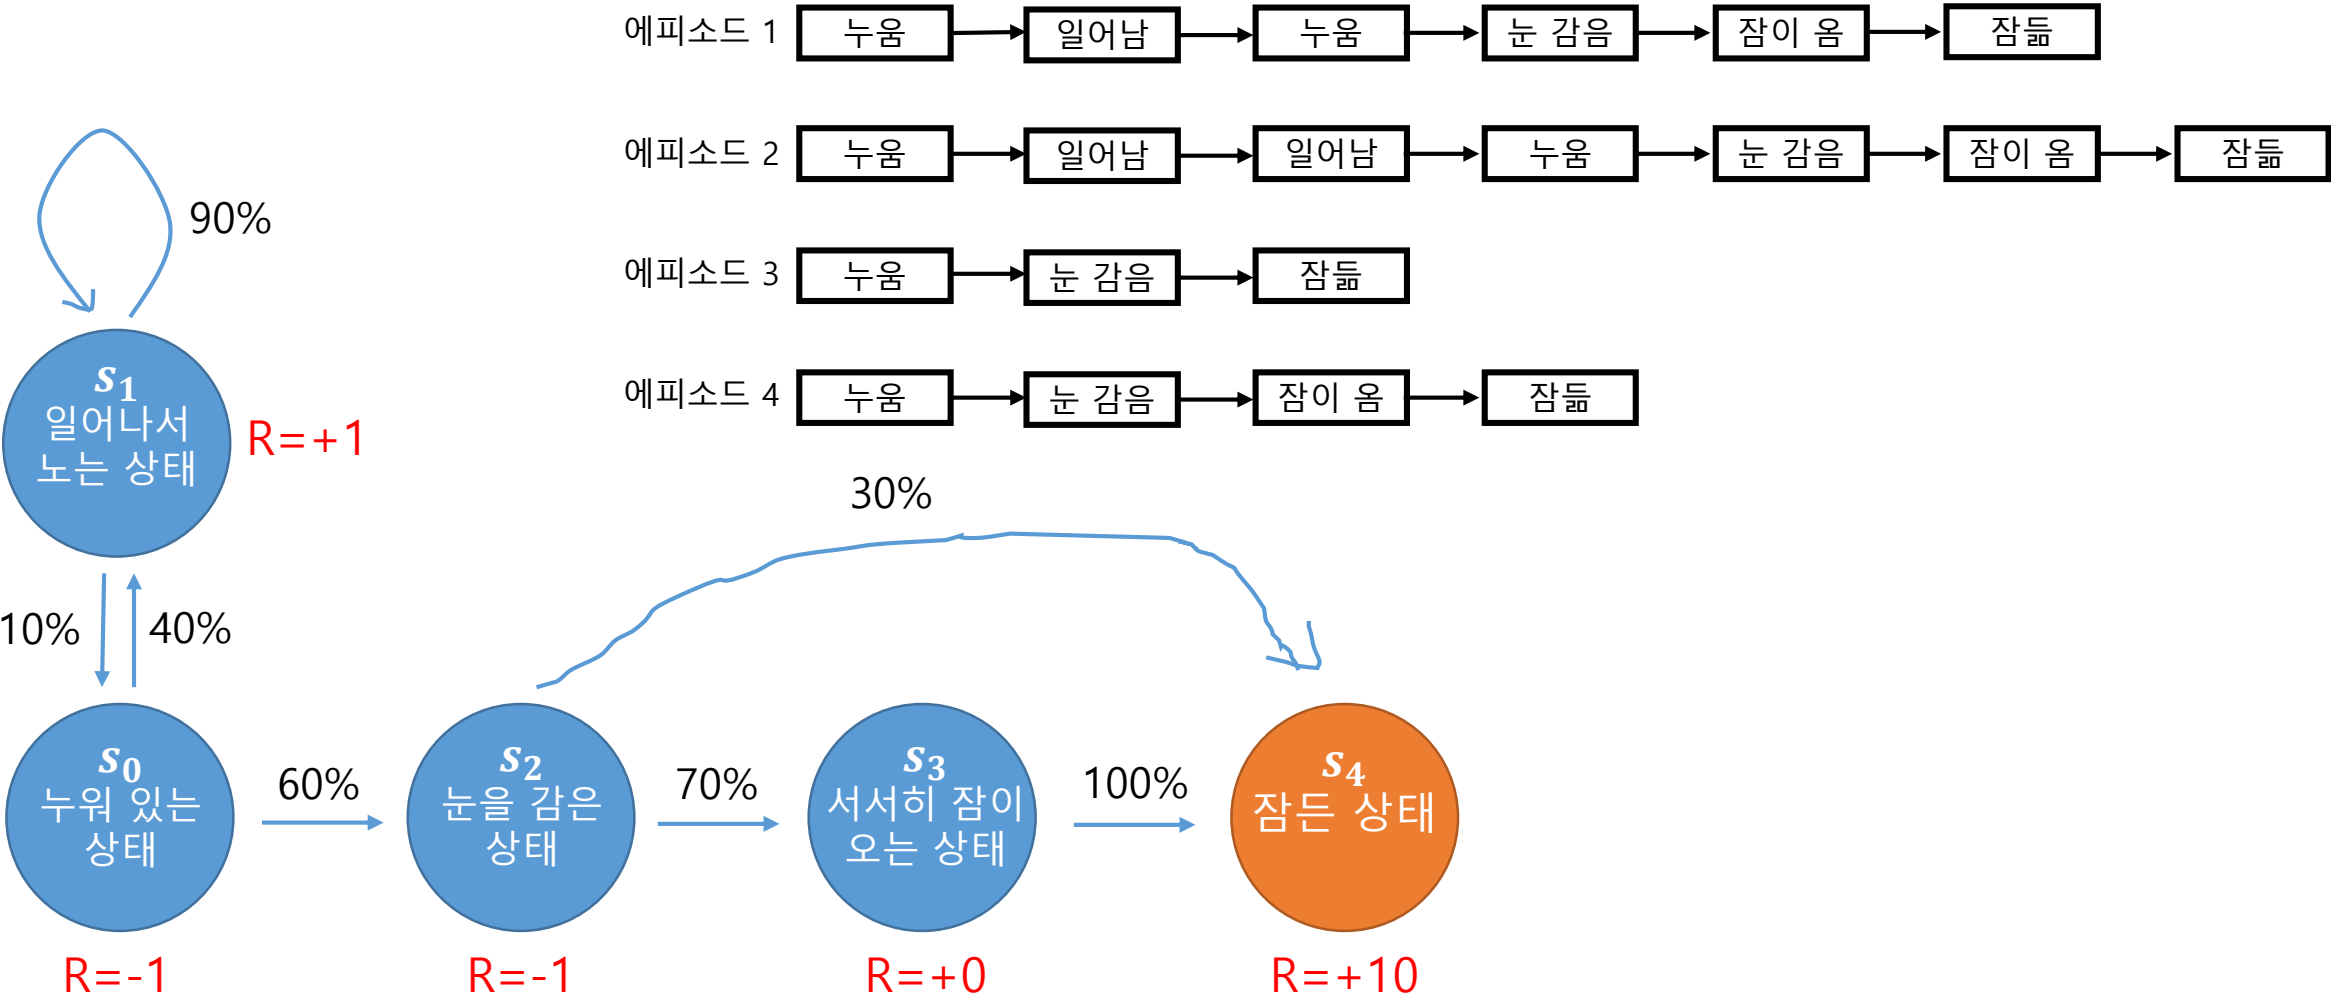 에피소드 1 누움 일어남 누움 눈 감음 잠이 옴 잠듦
에피소드 2 누움 일어남 일어남 누움 눈 감음 잠이 옴 잠듦
에피소드 3 누움 눈 감음 잠듦
에피소드 4 누움 눈 감음 잠이 옴 잠듦
90%
s₁
일어나서
노는 상태
R=+1
30%
10%
40%
s₀
누워 있는
상태
R=-1
60%
s₂
눈을 감은
상태
R=-1
70%
s₃
서서히 잠이
오는 상태
R=+0
100%
s₄
잠든 상태
R=+10